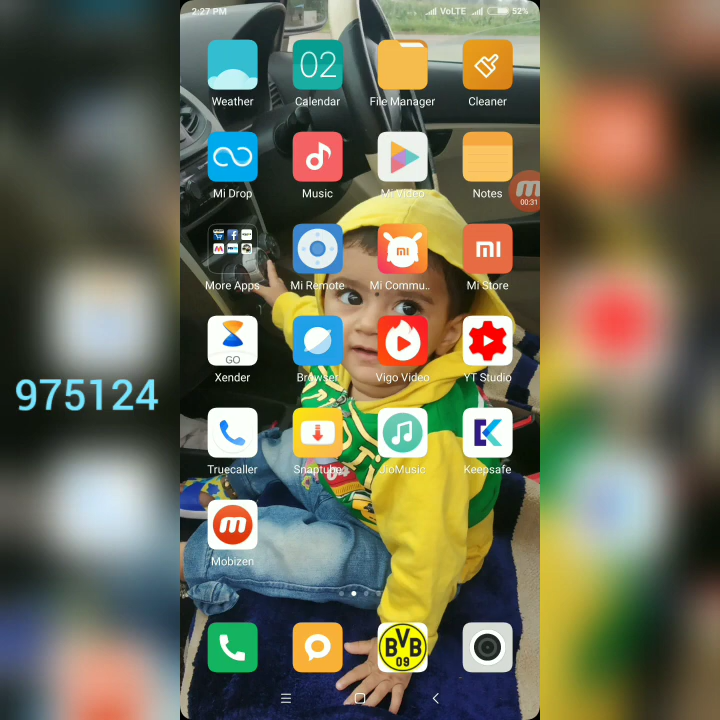 2:27 PM VoLTE 52%
02
Weather Calendar File Manager Cleaner
Mi Drop Music Mi Video Notes
00:31
mi
More Apps Mi Remote Mi Commu.. Mi Store
GO
Xender Browser Vigo Video YT Studio
975124
Truecaller Snaptube JioMusic Keepsafe
m
Mobizen
BVB
09